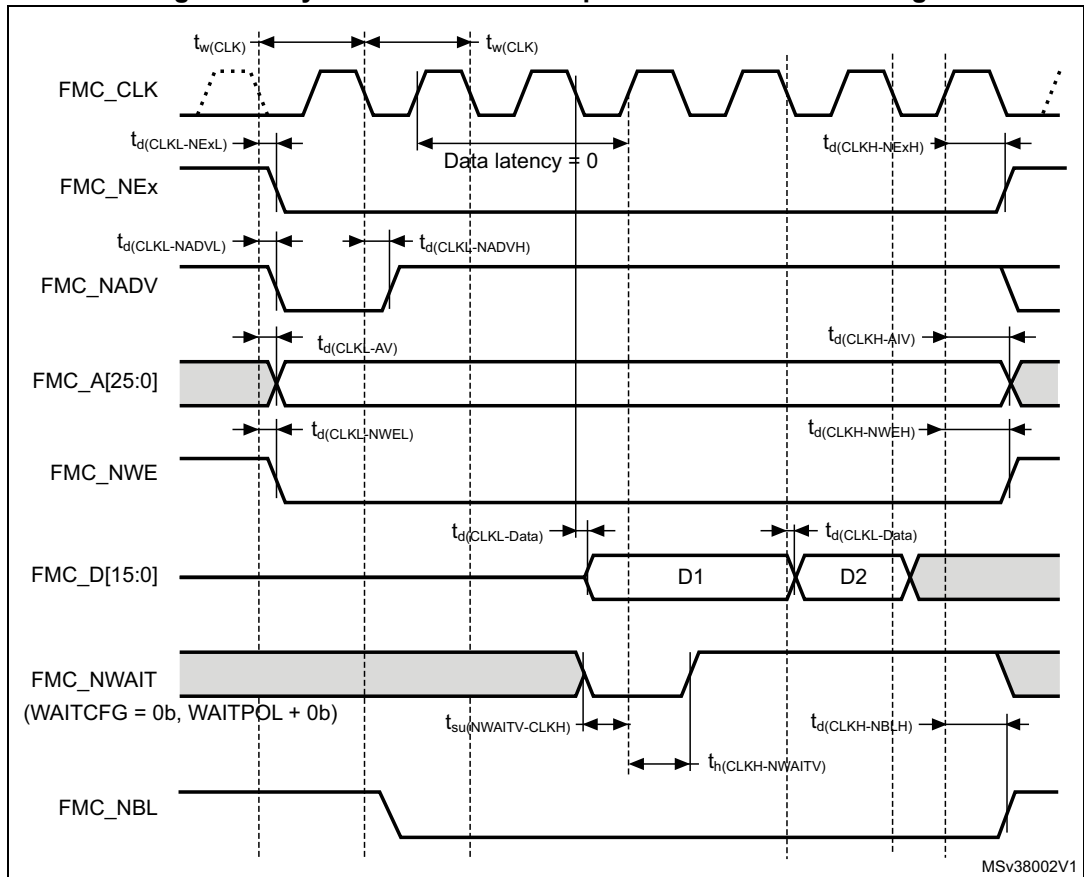 tw(CLK) tw(CLK)
FMC_CLK
td(CLKL-NExL) Data latency = 0 td(CLKH-NExH)
FMC_NEx
td(CLKL-NADVL) td(CLKL-NADVH)
FMC_NADV
td(CLKL-AV) td(CLKH-AIV)
FMC_A[25:0]
td(CLKL-NWEL) td(CLKH-NWEH)
FMC_NWE
td(CLKL-Data) td(CLKL-Data)
FMC_D[15:0] D1 D2
FMC_NWAIT
(WAITCFG = 0b, WAITPOL + 0b)
tsu(NWAITV-CLKH) td(CLKH-NBLH)
th(CLKH-NWAITV)
FMC_NBL
MSv38002V1